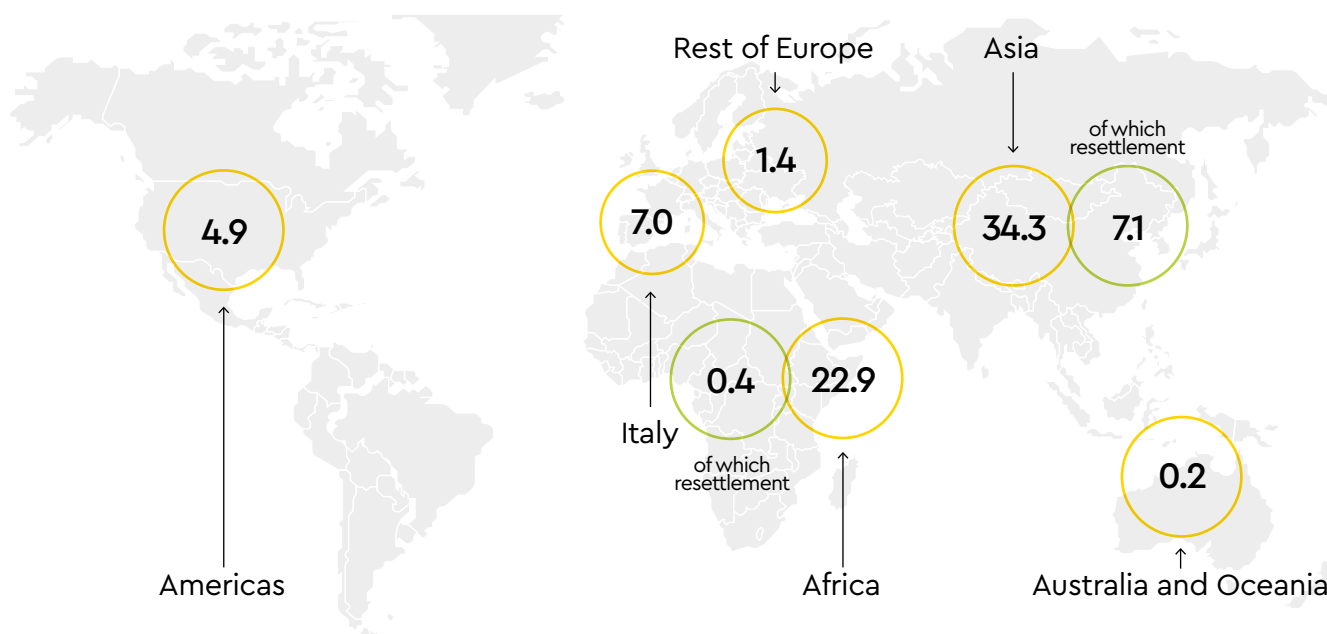 Rest of Europe
Asia
of which
resettlement
1.4
7.0
4.9
34.3
7.1
0.4
22.9
Italy
of which
resettlement
0.2
Americas
Africa
Australia and Oceania